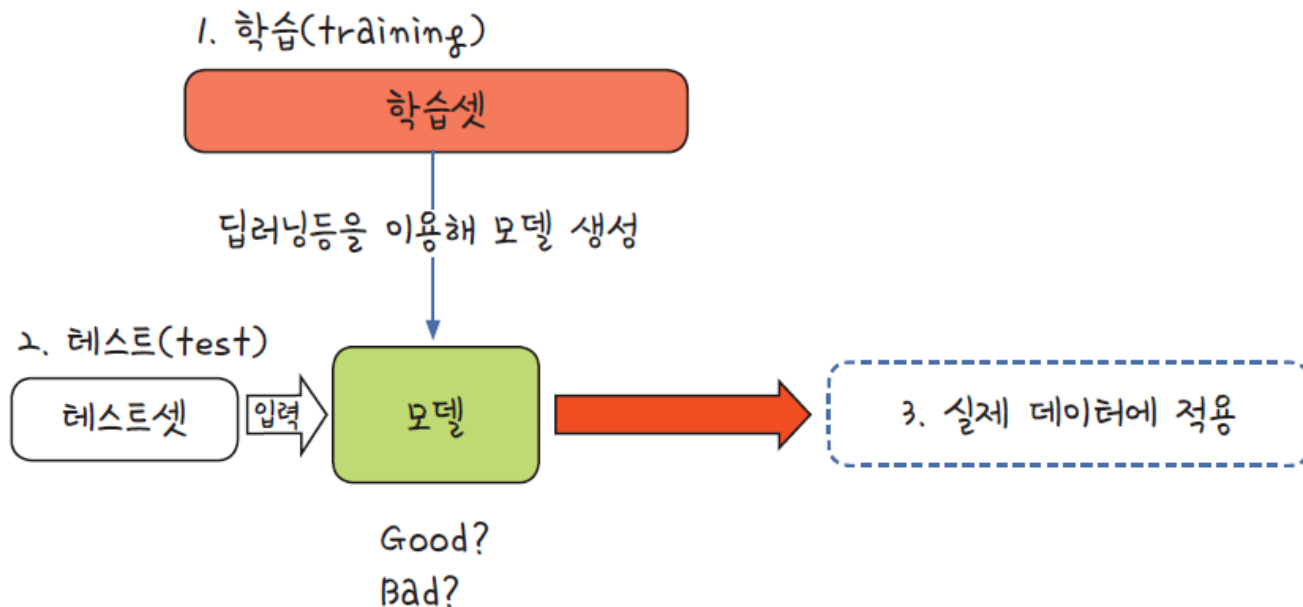 1. 학습(training)
학습셋
딥러닝등을 이용해 모델 생성
2. 테스트(test)
테스트셋
입력
모델
3. 실제 데이터에 적용
Good?
Bad?